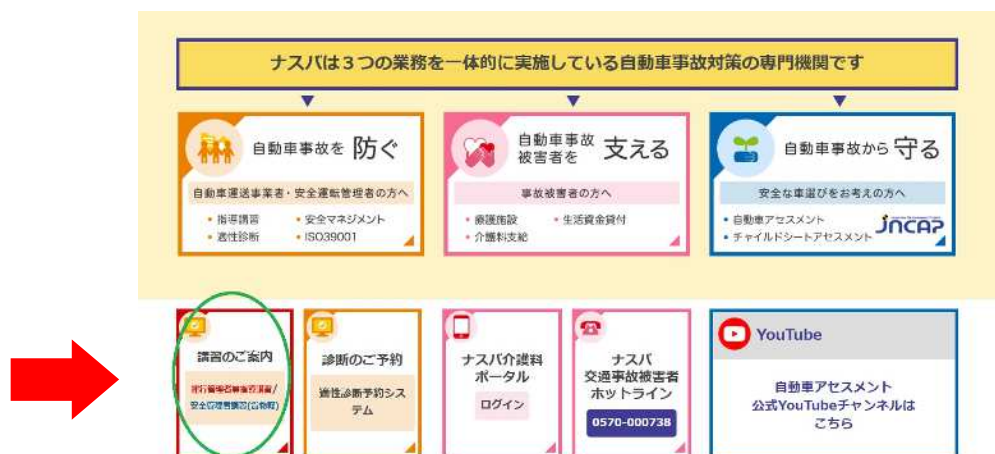 ナスバは３つの業務を一体的に実施している自動車事故対策の専門機関です
自動車事故を 防ぐ
自動車運送事業者・安全運転管理者の方へ
・指導講習
・安全マネジメント
・適性診断
・ISO39001
自動車事故
被害者を 支える
事故被害者の方へ
・療護施設
・生活資金貸付
・介護料支給
自動車事故から 守る
安全な車選びをお考えの方へ
・自動車アセスメント
・チャイルドシートアセスメント
JNCAP
講習のご案内
運行管理者等指導講習/
診断のご予約
適性診断予約シス
テム
ナスバ介護料
ポータル
ログイン
ナスバ
交通事故被害者
ホットライン
0570-000738
YouTube
自動車アセスメント
公式YouTubeチャンネルは
こちら